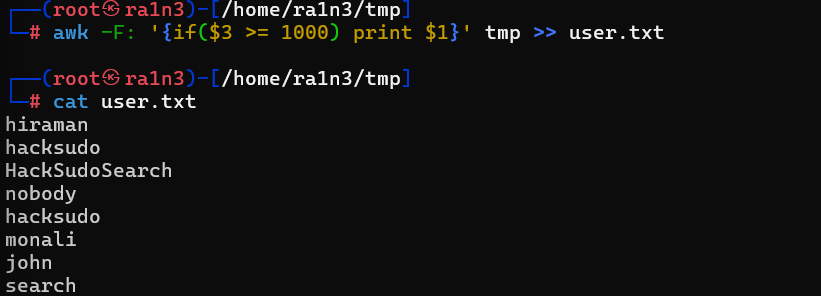 ┌──(root㉿ra1n3)-[/home/ra1n3/tmp]
└─# awk -F: '{if($3 >= 1000) print $1}' tmp >> user.txt
┌──(root㉿ra1n3)-[/home/ra1n3/tmp]
└─# cat user.txt
hiraman
hacksudo
HackSudoSearch
nobody
hacksudo
monali
john
search